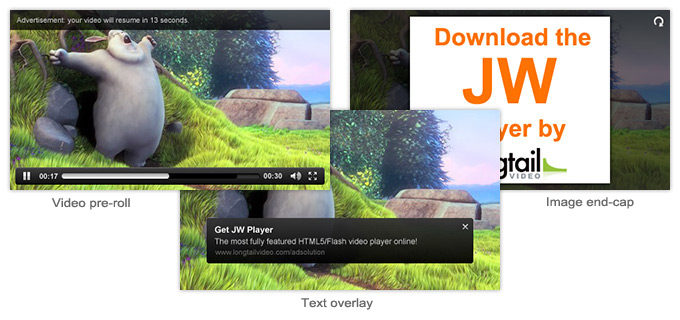 Advertisement: your video will resume in 13 seconds.
00:17
00:30
Video pre-roll
Download the
JW
yer by
gtail
VIDEO
Image end-cap
Get JW Player
The most fully featured HTML5/Flash video player online!
www.longtailvideo.com/adsolution
Text overlay